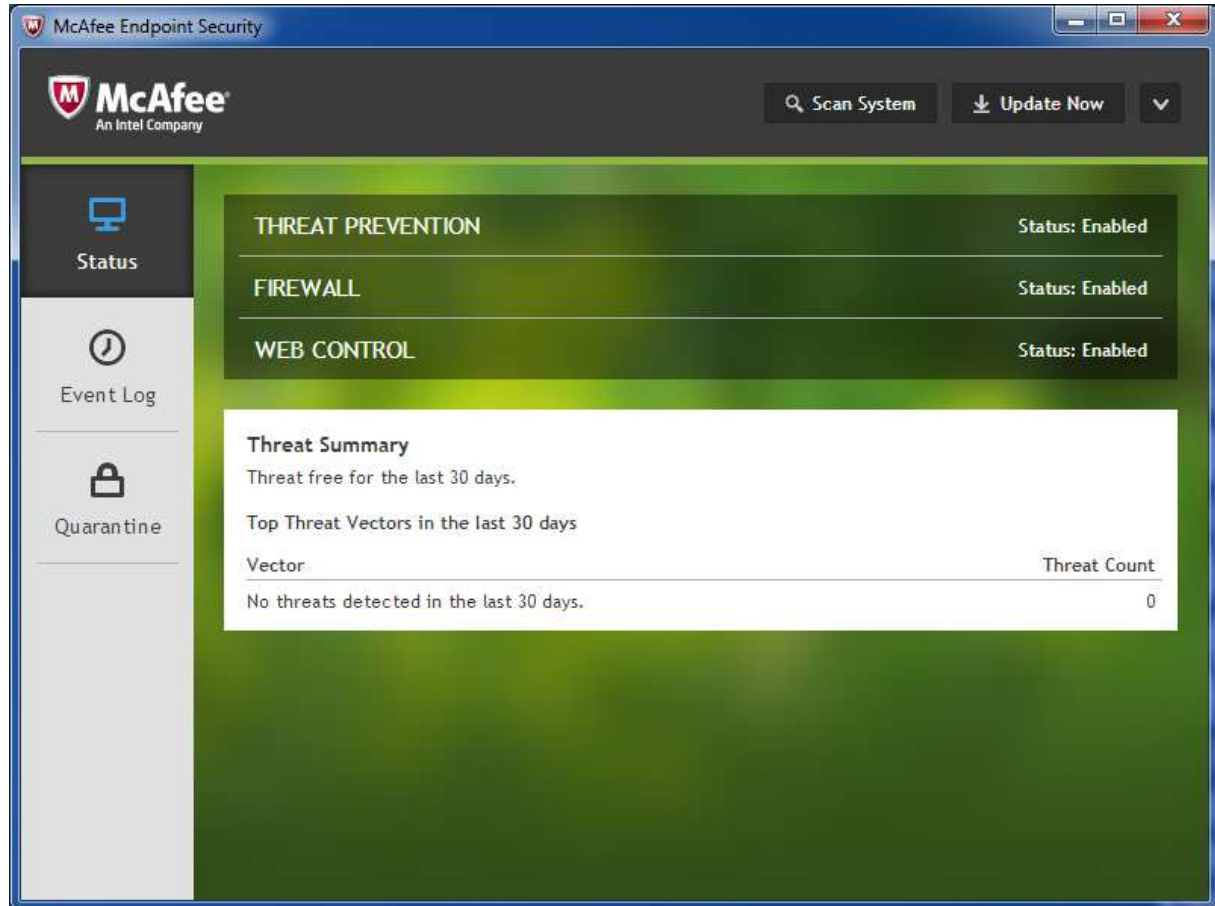 McAfee Endpoint Security
McAfee
An Intel Company
Scan System
Update Now
Status
Event Log
Quarantine
THREAT PREVENTION Status: Enabled
FIREWALL Status: Enabled
WEB CONTROL Status: Enabled
Threat Summary
Threat free for the last 30 days.
Top Threat Vectors in the last 30 days
Vector Threat Count
No threats detected in the last 30 days. 0